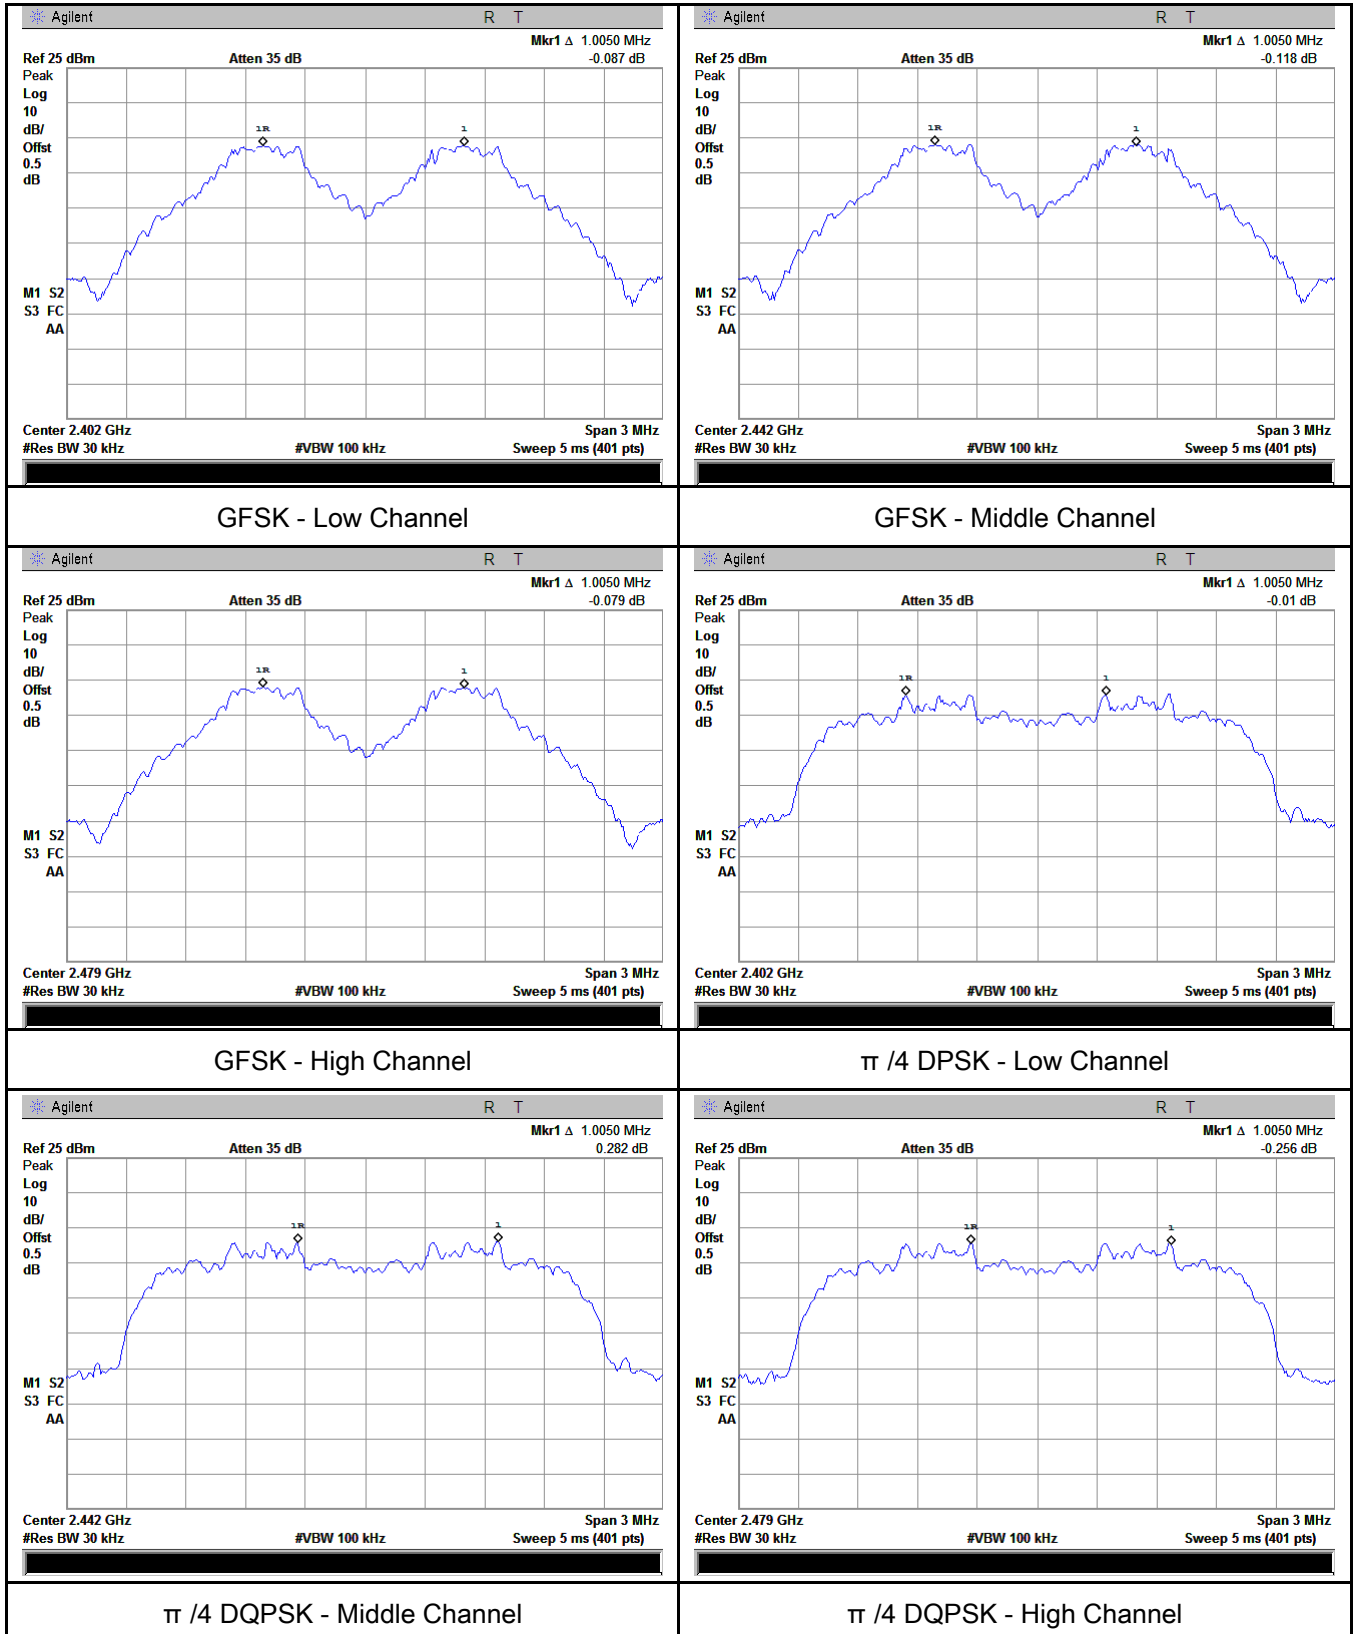 Agilent R T
Mkr1 Δ 1.0050 MHz
Ref 25 dBm Atten 35 dB -0.087 dB
Peak
Log
10
dB/
Offst
0.5
dB
1R 1
M1 S2
S3 FC
AA
Center 2.402 GHz Span 3 MHz
#Res BW 30 kHz #VBW 100 kHz Sweep 5 ms (401 pts)
GFSK - Low Channel
Agilent R T
Mkr1 Δ 1.0050 MHz
Ref 25 dBm Atten 35 dB -0.118 dB
Peak
Log
10
dB/
Offst
0.5
dB
1R 1
M1 S2
S3 FC
AA
Center 2.442 GHz Span 3 MHz
#Res BW 30 kHz #VBW 100 kHz Sweep 5 ms (401 pts)
GFSK - Middle Channel
Agilent R T
Mkr1 Δ 1.0050 MHz
Ref 25 dBm Atten 35 dB -0.079 dB
Peak
Log
10
dB/
Offst
0.5
dB
1R 1
M1 S2
S3 FC
AA
Center 2.479 GHz Span 3 MHz
#Res BW 30 kHz #VBW 100 kHz Sweep 5 ms (401 pts)
GFSK - High Channel
Agilent R T
Mkr1 Δ 1.0050 MHz
Ref 25 dBm Atten 35 dB -0.01 dB
Peak
Log
10
dB/
Offst
0.5
dB
1R 1
M1 S2
S3 FC
AA
Center 2.402 GHz Span 3 MHz
#Res BW 30 kHz #VBW 100 kHz Sweep 5 ms (401 pts)
π /4 DPSK - Low Channel
Agilent R T
Mkr1 Δ 1.0050 MHz
Ref 25 dBm Atten 35 dB 0.282 dB
Peak
Log
10
dB/
Offst
0.5
dB
1R 1
M1 S2
S3 FC
AA
Center 2.442 GHz Span 3 MHz
#Res BW 30 kHz #VBW 100 kHz Sweep 5 ms (401 pts)
π /4 DQPSK - Middle Channel
Agilent R T
Mkr1 Δ 1.0050 MHz
Ref 25 dBm Atten 35 dB -0.256 dB
Peak
Log
10
dB/
Offst
0.5
dB
1R 1
M1 S2
S3 FC
AA
Center 2.479 GHz Span 3 MHz
#Res BW 30 kHz #VBW 100 kHz Sweep 5 ms (401 pts)
π /4 DQPSK - High Channel